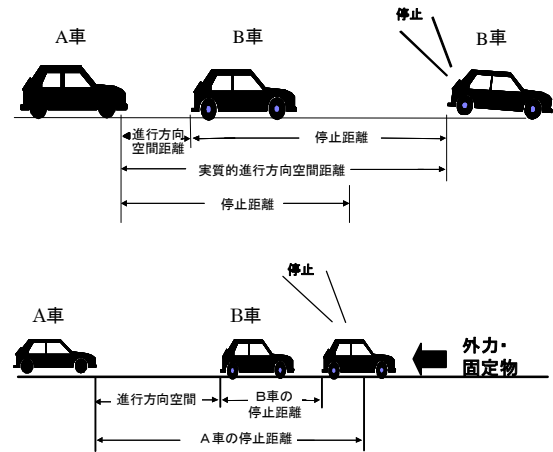 停止
A車
B車
B車
進行方向
空間距離
停止距離
実質的進行方向空間距離
停止距離
停止
A車
B車
外力・
固定物
進行方向空間
B車の
停止距離
A車の停止距離